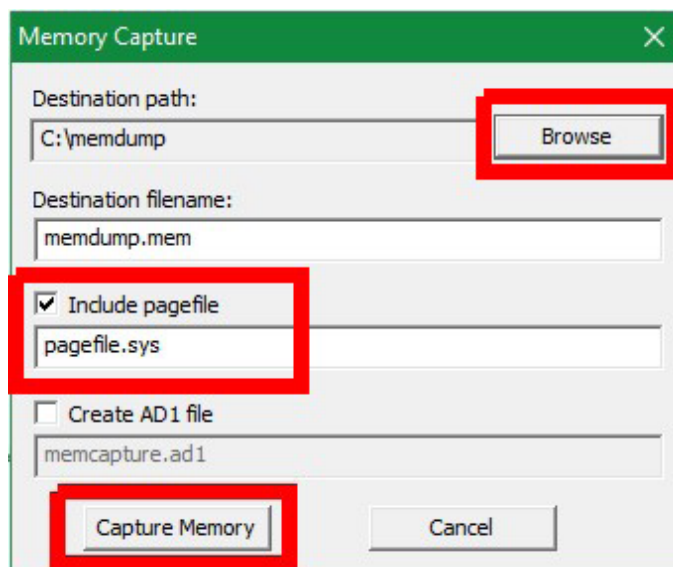 Memory Capture
Destination path:
C:\memdump
Browse
Destination filename:
memdump.mem
Include pagefile
pagefile.sys
Create AD1 file
memcapture.ad1
Capture Memory
Cancel